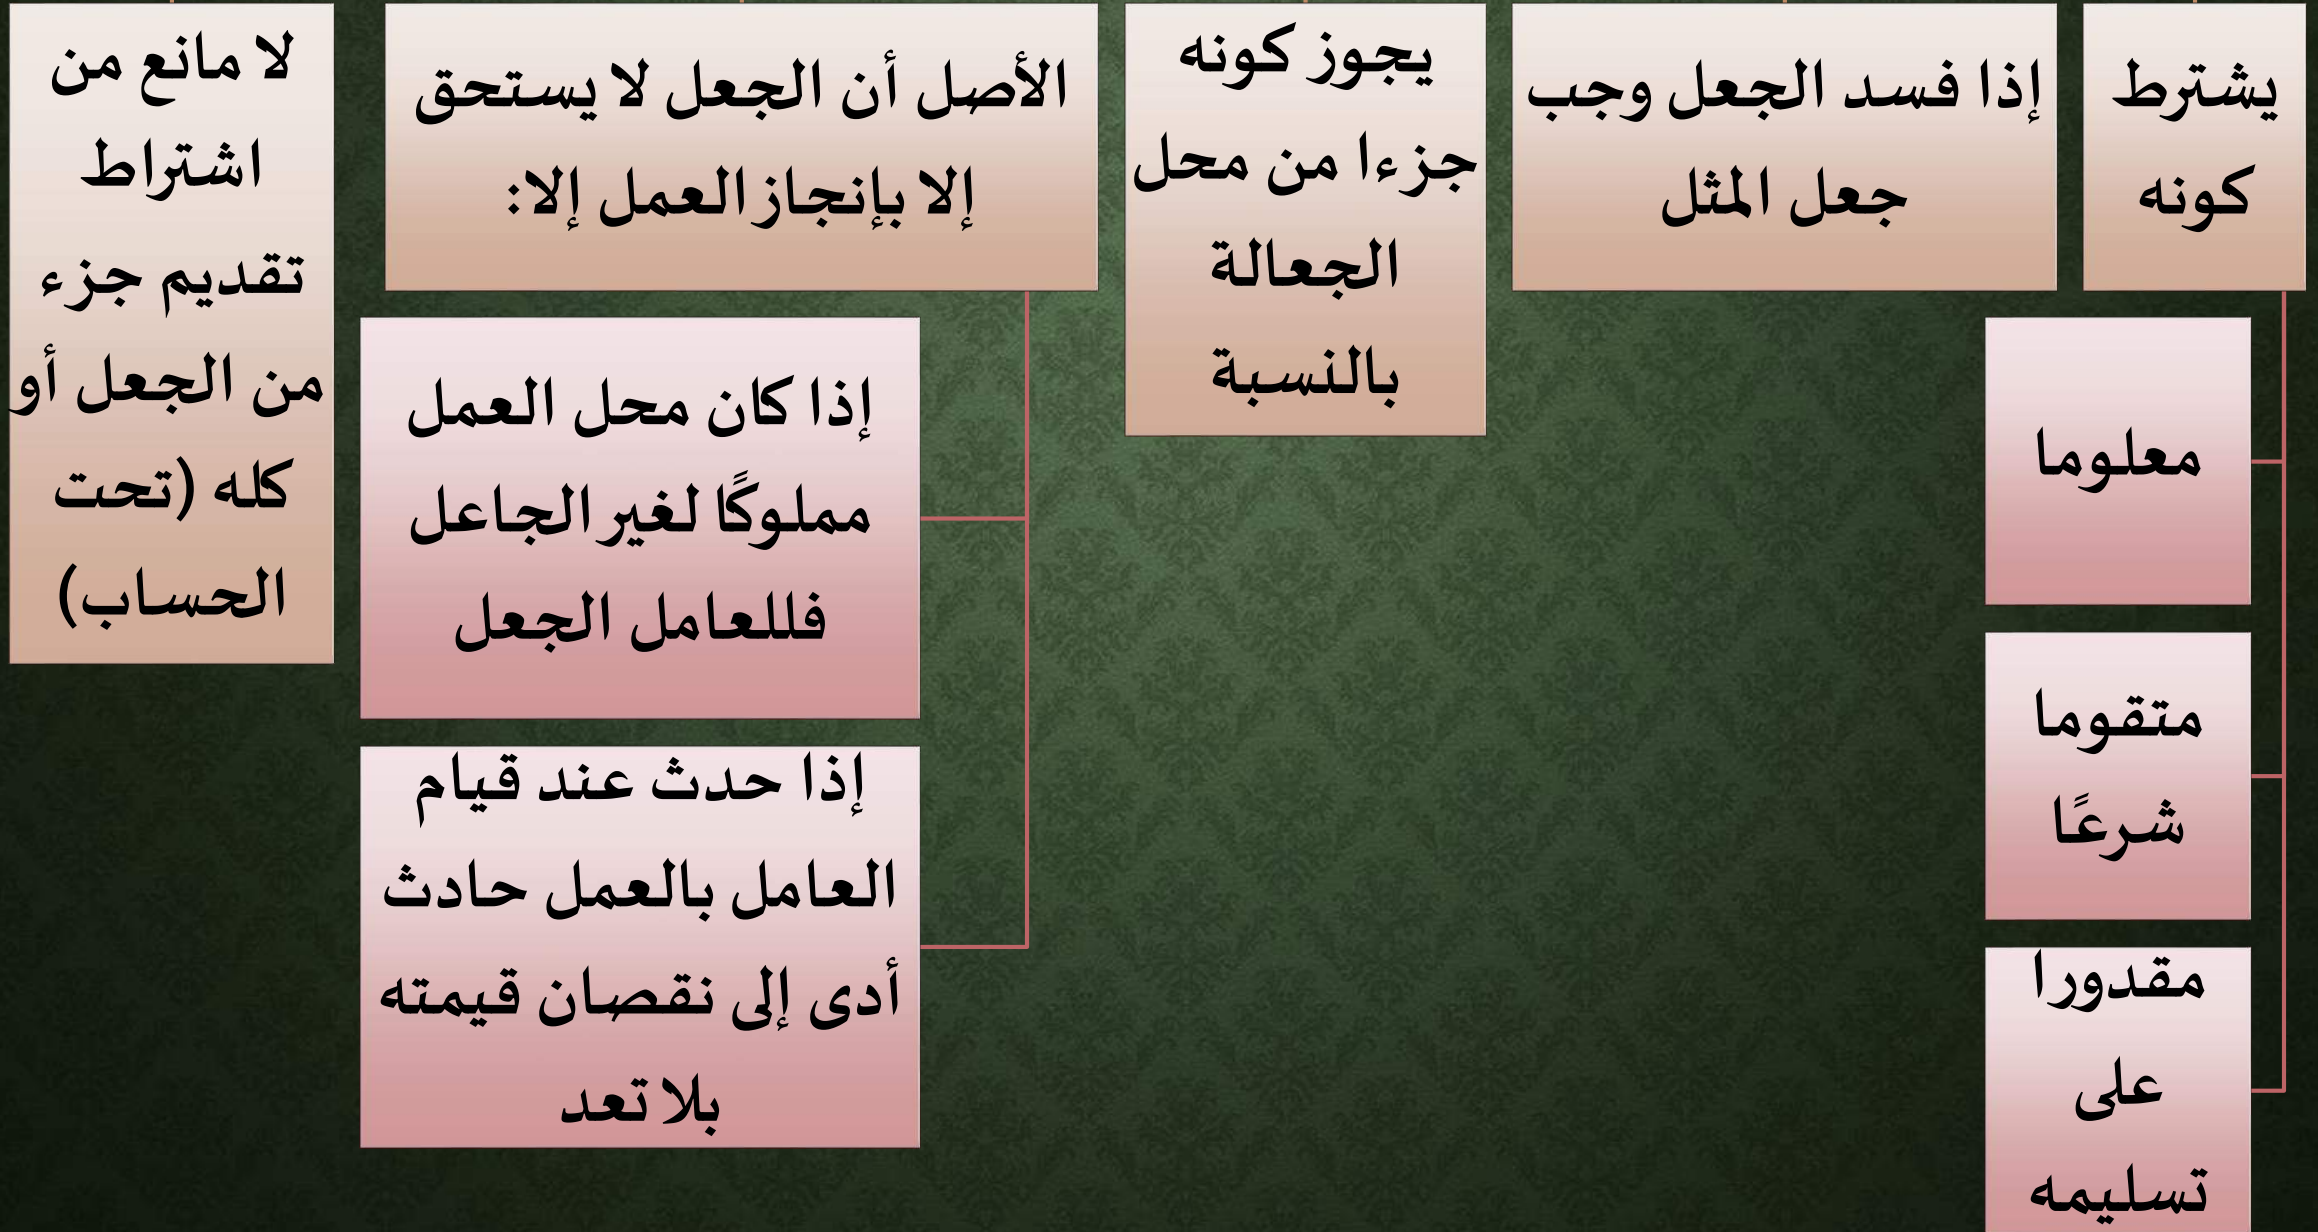 يشترط
كونه
معلوما
متقوما
شرعًا
مقدورا
على
تسليمه
إذا فسد الجعل وجب
جعل المثل
يجوز كونه
جزءا من محل
الجعالة
بالنسبة
الأصل أن الجعل لا يستحق
إلا بإنجاز العمل إلا:
إذا كان محل العمل
مملوكًا لغير الجاعل
فللعامل الجعل
إذا حدث عند قيام
العامل بالعمل حادث
أدى إلى نقصان قيمته
بلا تعد
لا مانع من
اشتراط
تقديم جزء
من الجعل أو
كله (تحت
الحساب)